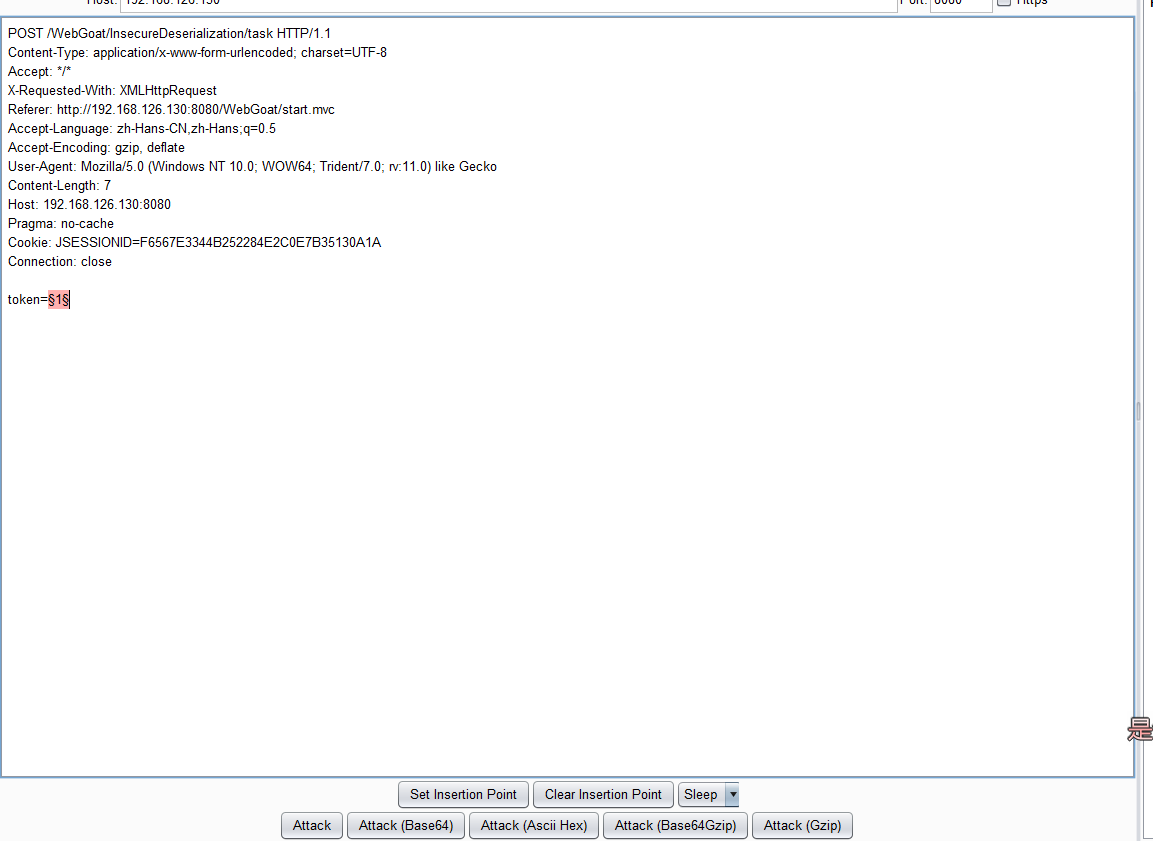 Host: 192.168.126.130 Port: 8080 Https
POST /WebGoat/InsecureDeserialization/task HTTP/1.1
Content-Type: application/x-www-form-urlencoded; charset=UTF-8
Accept: */*
X-Requested-With: XMLHttpRequest
Referer: http://192.168.126.130:8080/WebGoat/start.mvc
Accept-Language: zh-Hans-CN,zh-Hans;q=0.5
Accept-Encoding: gzip, deflate
User-Agent: Mozilla/5.0 (Windows NT 10.0; WOW64; Trident/7.0; rv:11.0) like Gecko
Content-Length: 7
Host: 192.168.126.130:8080
Pragma: no-cache
Cookie: JSESSIONID=F6567E3344B252284E2C0E7B35130A1A
Connection: close
token=§1§
是
Set Insertion Point Clear Insertion Point Sleep
Attack Attack (Base64) Attack (Ascii Hex) Attack (Base64Gzip) Attack (Gzip)